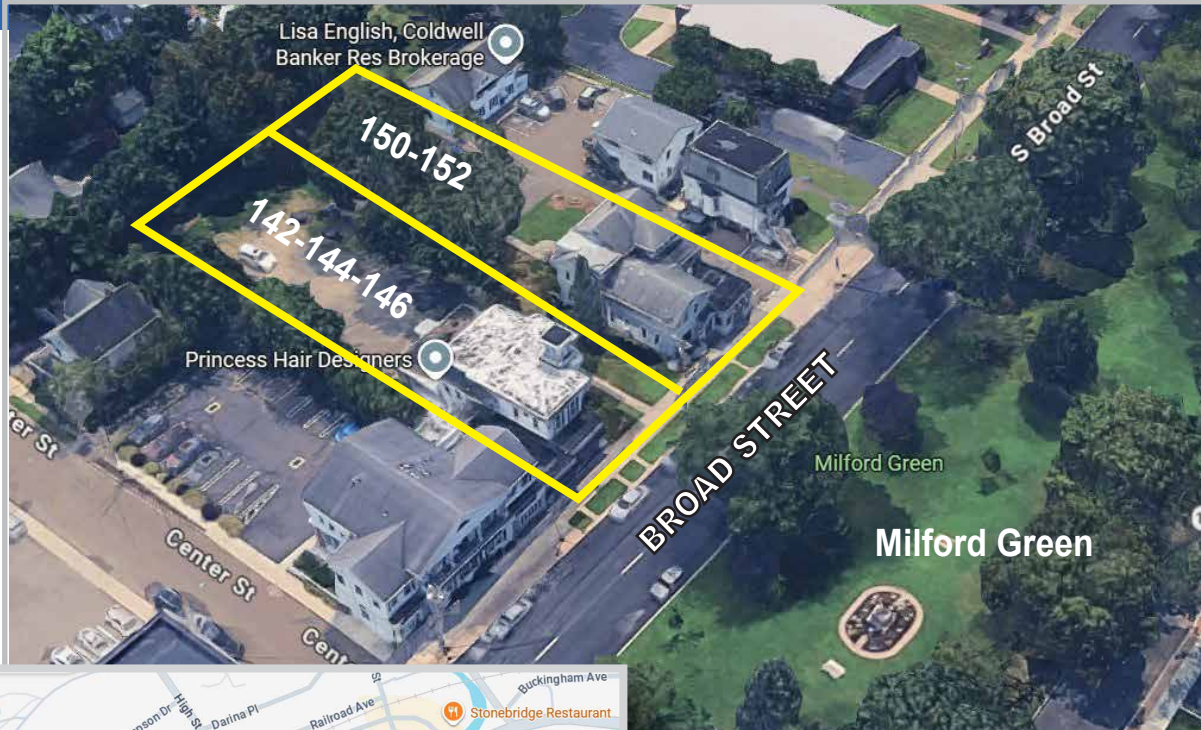 Lisa English, Coldwell
Banker Res Brokerage
S Broad St
150-152
142-144-146
Princess Hair Designers
BROAD STREET
Milford Green
Milford Green
Center St
Buckingham Ave
High St
Darina Pl
Railroad Ave
St
Stonebridge Restaurant